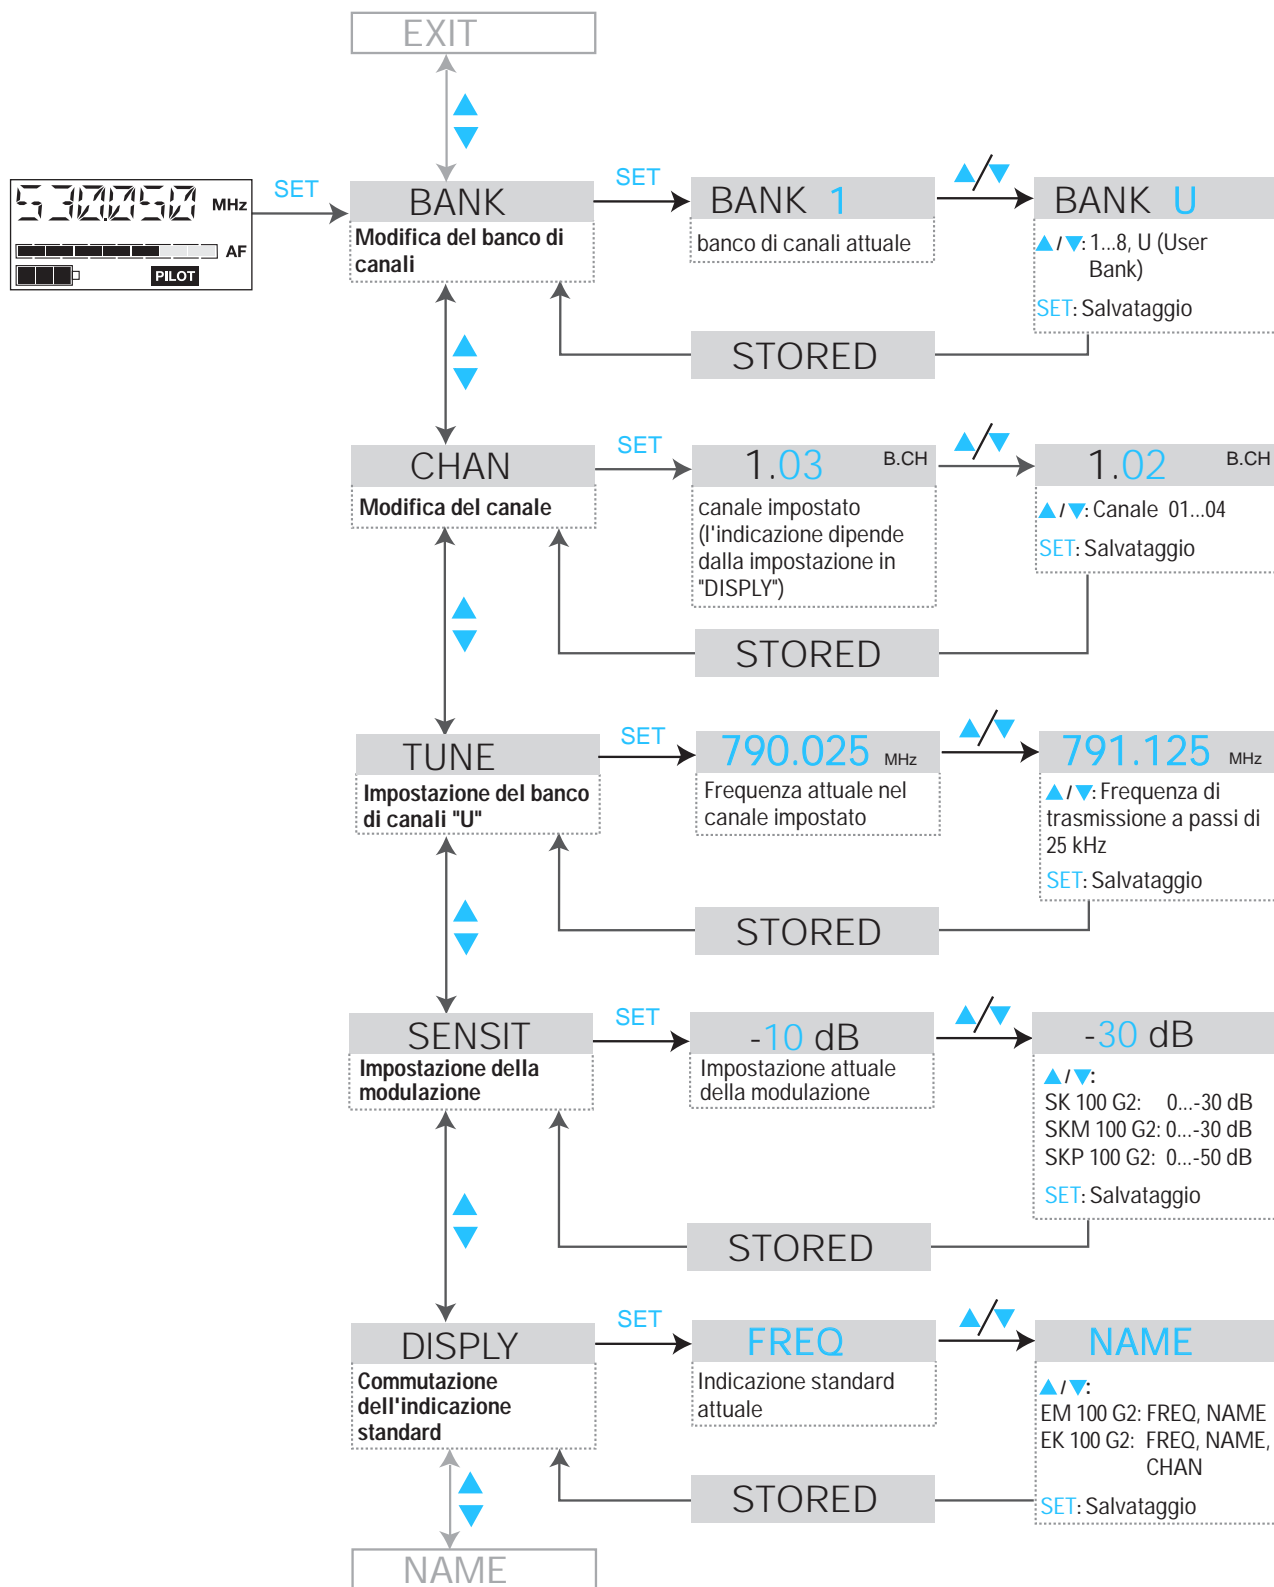 EXIT
530.050 MHz
AF
PILOT
SET
BANK
Modifica del banco di
canali
SET
BANK 1
banco di canali attuale
BANK U
▲/▼: 1...8, U (User
Bank)
SET: Salvataggio
STORED
CHAN
Modifica del canale
SET
1.03 B.CH
canale impostato
(l'indicazione dipende
dalla impostazione in
"DISPLY")
1.02 B.CH
▲/▼: Canale 01...04
SET: Salvataggio
STORED
TUNE
Impostazione del banco
di canali "U"
SET
790.025 MHz
Frequenza attuale nel
canale impostato
791.125 MHz
▲/▼: Frequenza di
trasmissione a passi di
25 kHz
SET: Salvataggio
STORED
SENSIT
Impostazione della
modulazione
SET
-10 dB
Impostazione attuale
della modulazione
-30 dB
▲/▼:
SK 100 G2: 0...-30 dB
SKM 100 G2: 0...-30 dB
SKP 100 G2: 0...-50 dB
SET: Salvataggio
STORED
DISPLY
Commutazione
dell'indicazione
standard
SET
FREQ
Indicazione standard
attuale
NAME
▲/▼:
EM 100 G2: FREQ, NAME
EK 100 G2: FREQ, NAME,
CHAN
SET: Salvataggio
STORED
NAME